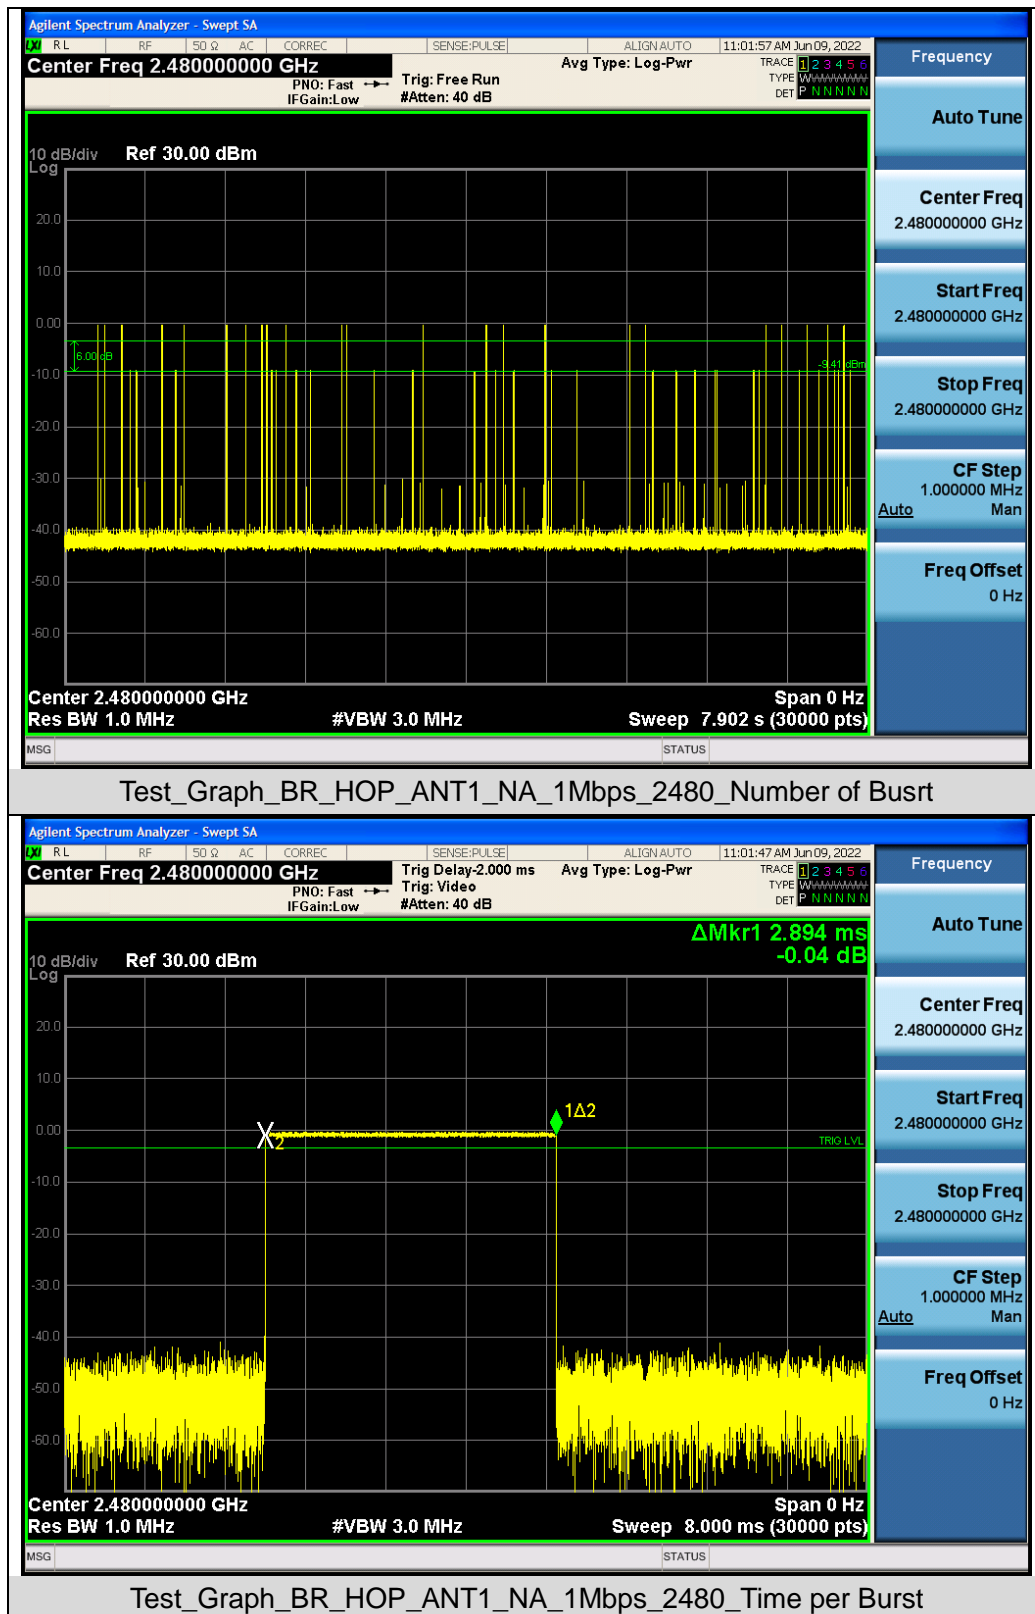 Agilent Spectrum Analyzer - Swept SA
LXI RL RF 50 Ω AC CORREC SENSE:PULSE ALIGN AUTO 11:01:57 AM Jun 09, 2022
Center Freq 2.480000000 GHz
PNO: Fast
IFGain:Low
Trig: Free Run
#Atten: 40 dB
Avg Type: Log-Pwr
TRACE 1 2 3 4 5 6
TYPE
DET P N N N N N
10 dB/div
Log
Ref 30.00 dBm
20.0
10.0
0.00
6.00 dB
-9.41 dBm
-10.0
-20.0
-30.0
-40.0
-50.0
-60.0
Center 2.480000000 GHz Span 0 Hz
Res BW 1.0 MHz #VBW 3.0 MHz Sweep 7.902 s (30000 pts)
MSG STATUS
Frequency
Auto Tune
Center Freq
2.480000000 GHz
Start Freq
2.480000000 GHz
Stop Freq
2.480000000 GHz
CF Step
1.000000 MHz
Auto Man
Freq Offset
0 Hz
Test_Graph_BR_HOP_ANT1_NA_1Mbps_2480_Number of Busrt
Agilent Spectrum Analyzer - Swept SA
LXI RL RF 50 Ω AC CORREC SENSE:PULSE ALIGN AUTO 11:01:47 AM Jun 09, 2022
Center Freq 2.480000000 GHz
PNO: Fast
IFGain:Low
Trig Delay-2.000 ms
Trig: Video
#Atten: 40 dB
Avg Type: Log-Pwr
TRACE 1 2 3 4 5 6
TYPE
DET P N N N N N
ΔMkr1 2.894 ms
-0.04 dB
10 dB/div
Log
Ref 30.00 dBm
20.0
10.0
1Δ2
0.00
2
TRIG LVL
-10.0
-20.0
-30.0
-40.0
-50.0
-60.0
Center 2.480000000 GHz Span 0 Hz
Res BW 1.0 MHz #VBW 3.0 MHz Sweep 8.000 ms (30000 pts)
MSG STATUS
Frequency
Auto Tune
Center Freq
2.480000000 GHz
Start Freq
2.480000000 GHz
Stop Freq
2.480000000 GHz
CF Step
1.000000 MHz
Auto Man
Freq Offset
0 Hz
Test_Graph_BR_HOP_ANT1_NA_1Mbps_2480_Time per Burst